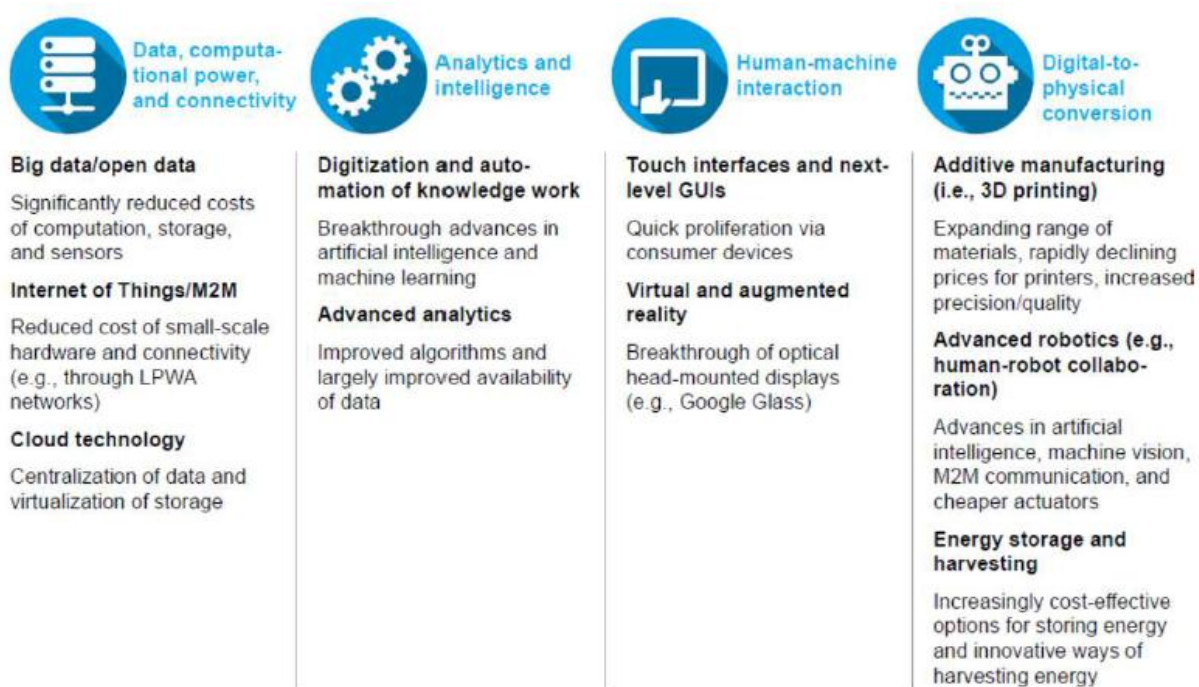 Data, computa-
tional power,
and connectivity
Big data/open data
Significantly reduced costs
of computation, storage,
and sensors
Internet of Things/M2M
Reduced cost of small-scale
hardware and connectivity
(e.g., through LPWA
networks)
Cloud technology
Centralization of data and
virtualization of storage
Analytics and
intelligence
Digitization and auto-
mation of knowledge work
Breakthrough advances in
artificial intelligence and
machine learning
Advanced analytics
Improved algorithms and
largely improved availability
of data
Human-machine
interaction
Touch interfaces and next-
level GUIs
Quick proliferation via
consumer devices
Virtual and augmented
reality
Breakthrough of optical
head-mounted displays
(e.g., Google Glass)
Digital-to-
physical
conversion
Additive manufacturing
(i.e., 3D printing)
Expanding range of
materials, rapidly declining
prices for printers, increased
precision/quality
Advanced robotics (e.g.,
human-robot collabo-
ration)
Advances in artificial
intelligence, machine vision,
M2M communication, and
cheaper actuators
Energy storage and
harvesting
Increasingly cost-effective
options for storing energy
and innovative ways of
harvesting energy